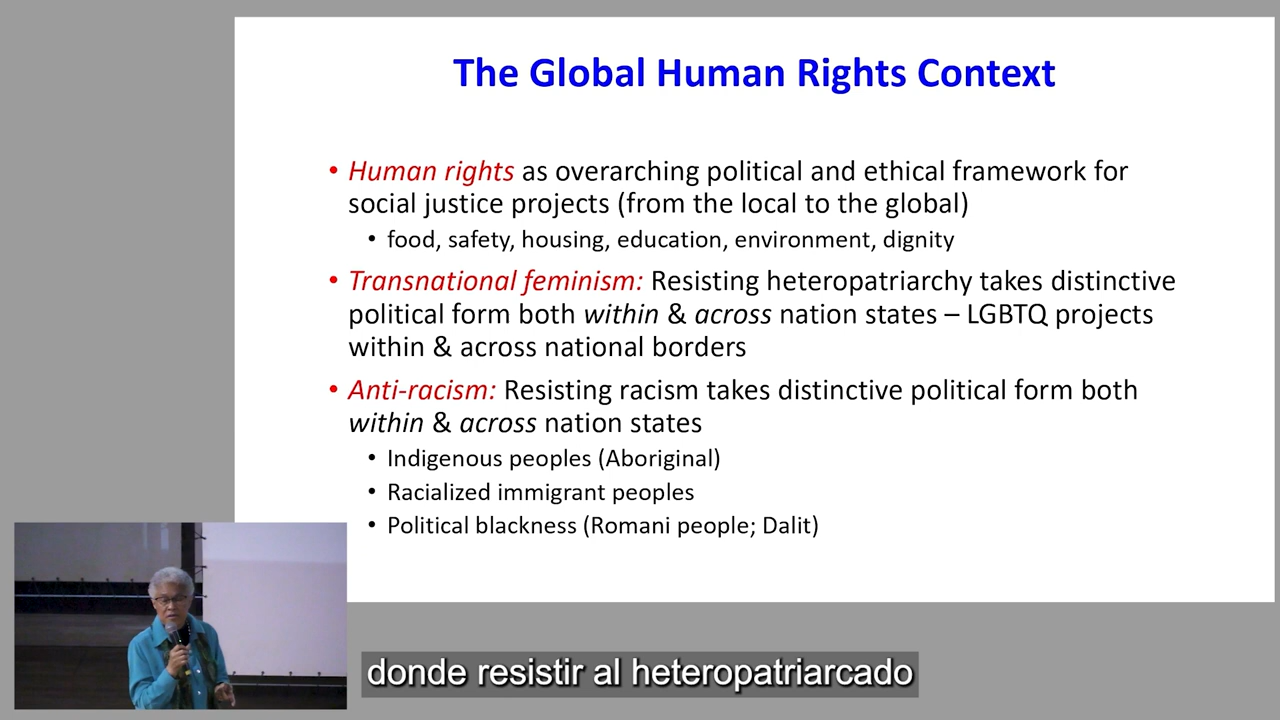 The Global Human Rights Context
• Human rights as overarching political and ethical framework for
social justice projects (from the local to the global)
• food, safety, housing, education, environment, dignity
• Transnational feminism: Resisting heteropatriarchy takes distinctive
political form both within & across nation states – LGBTQ projects
within & across national borders
• Anti-racism: Resisting racism takes distinctive political form both
within & across nation states
• Indigenous peoples (Aboriginal)
• Racialized immigrant peoples
• Political blackness (Romani people; Dalit)
donde resistir al heteropatriarcado